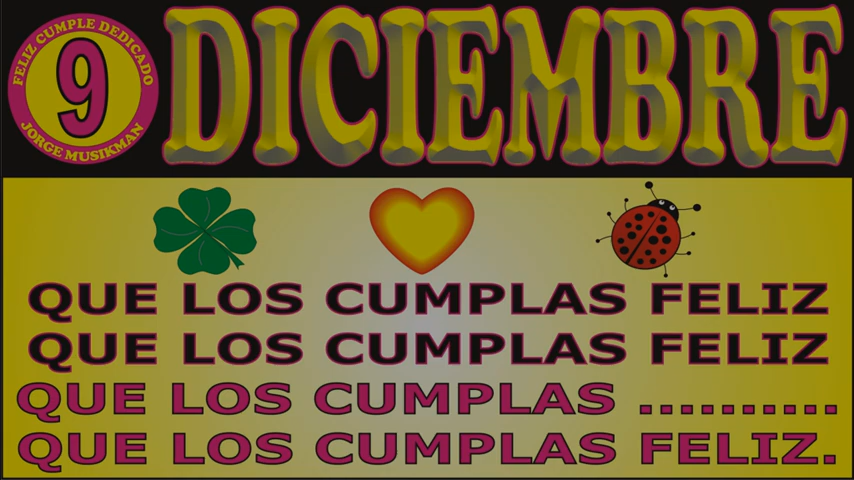 FELIZ CUMPLE DEDICADO
9
JORGE MUSIKMAN
DICIEMBRE
QUE LOS CUMPLAS FELIZ
QUE LOS CUMPLAS FELIZ
QUE LOS CUMPLAS ..........
QUE LOS CUMPLAS FELIZ.